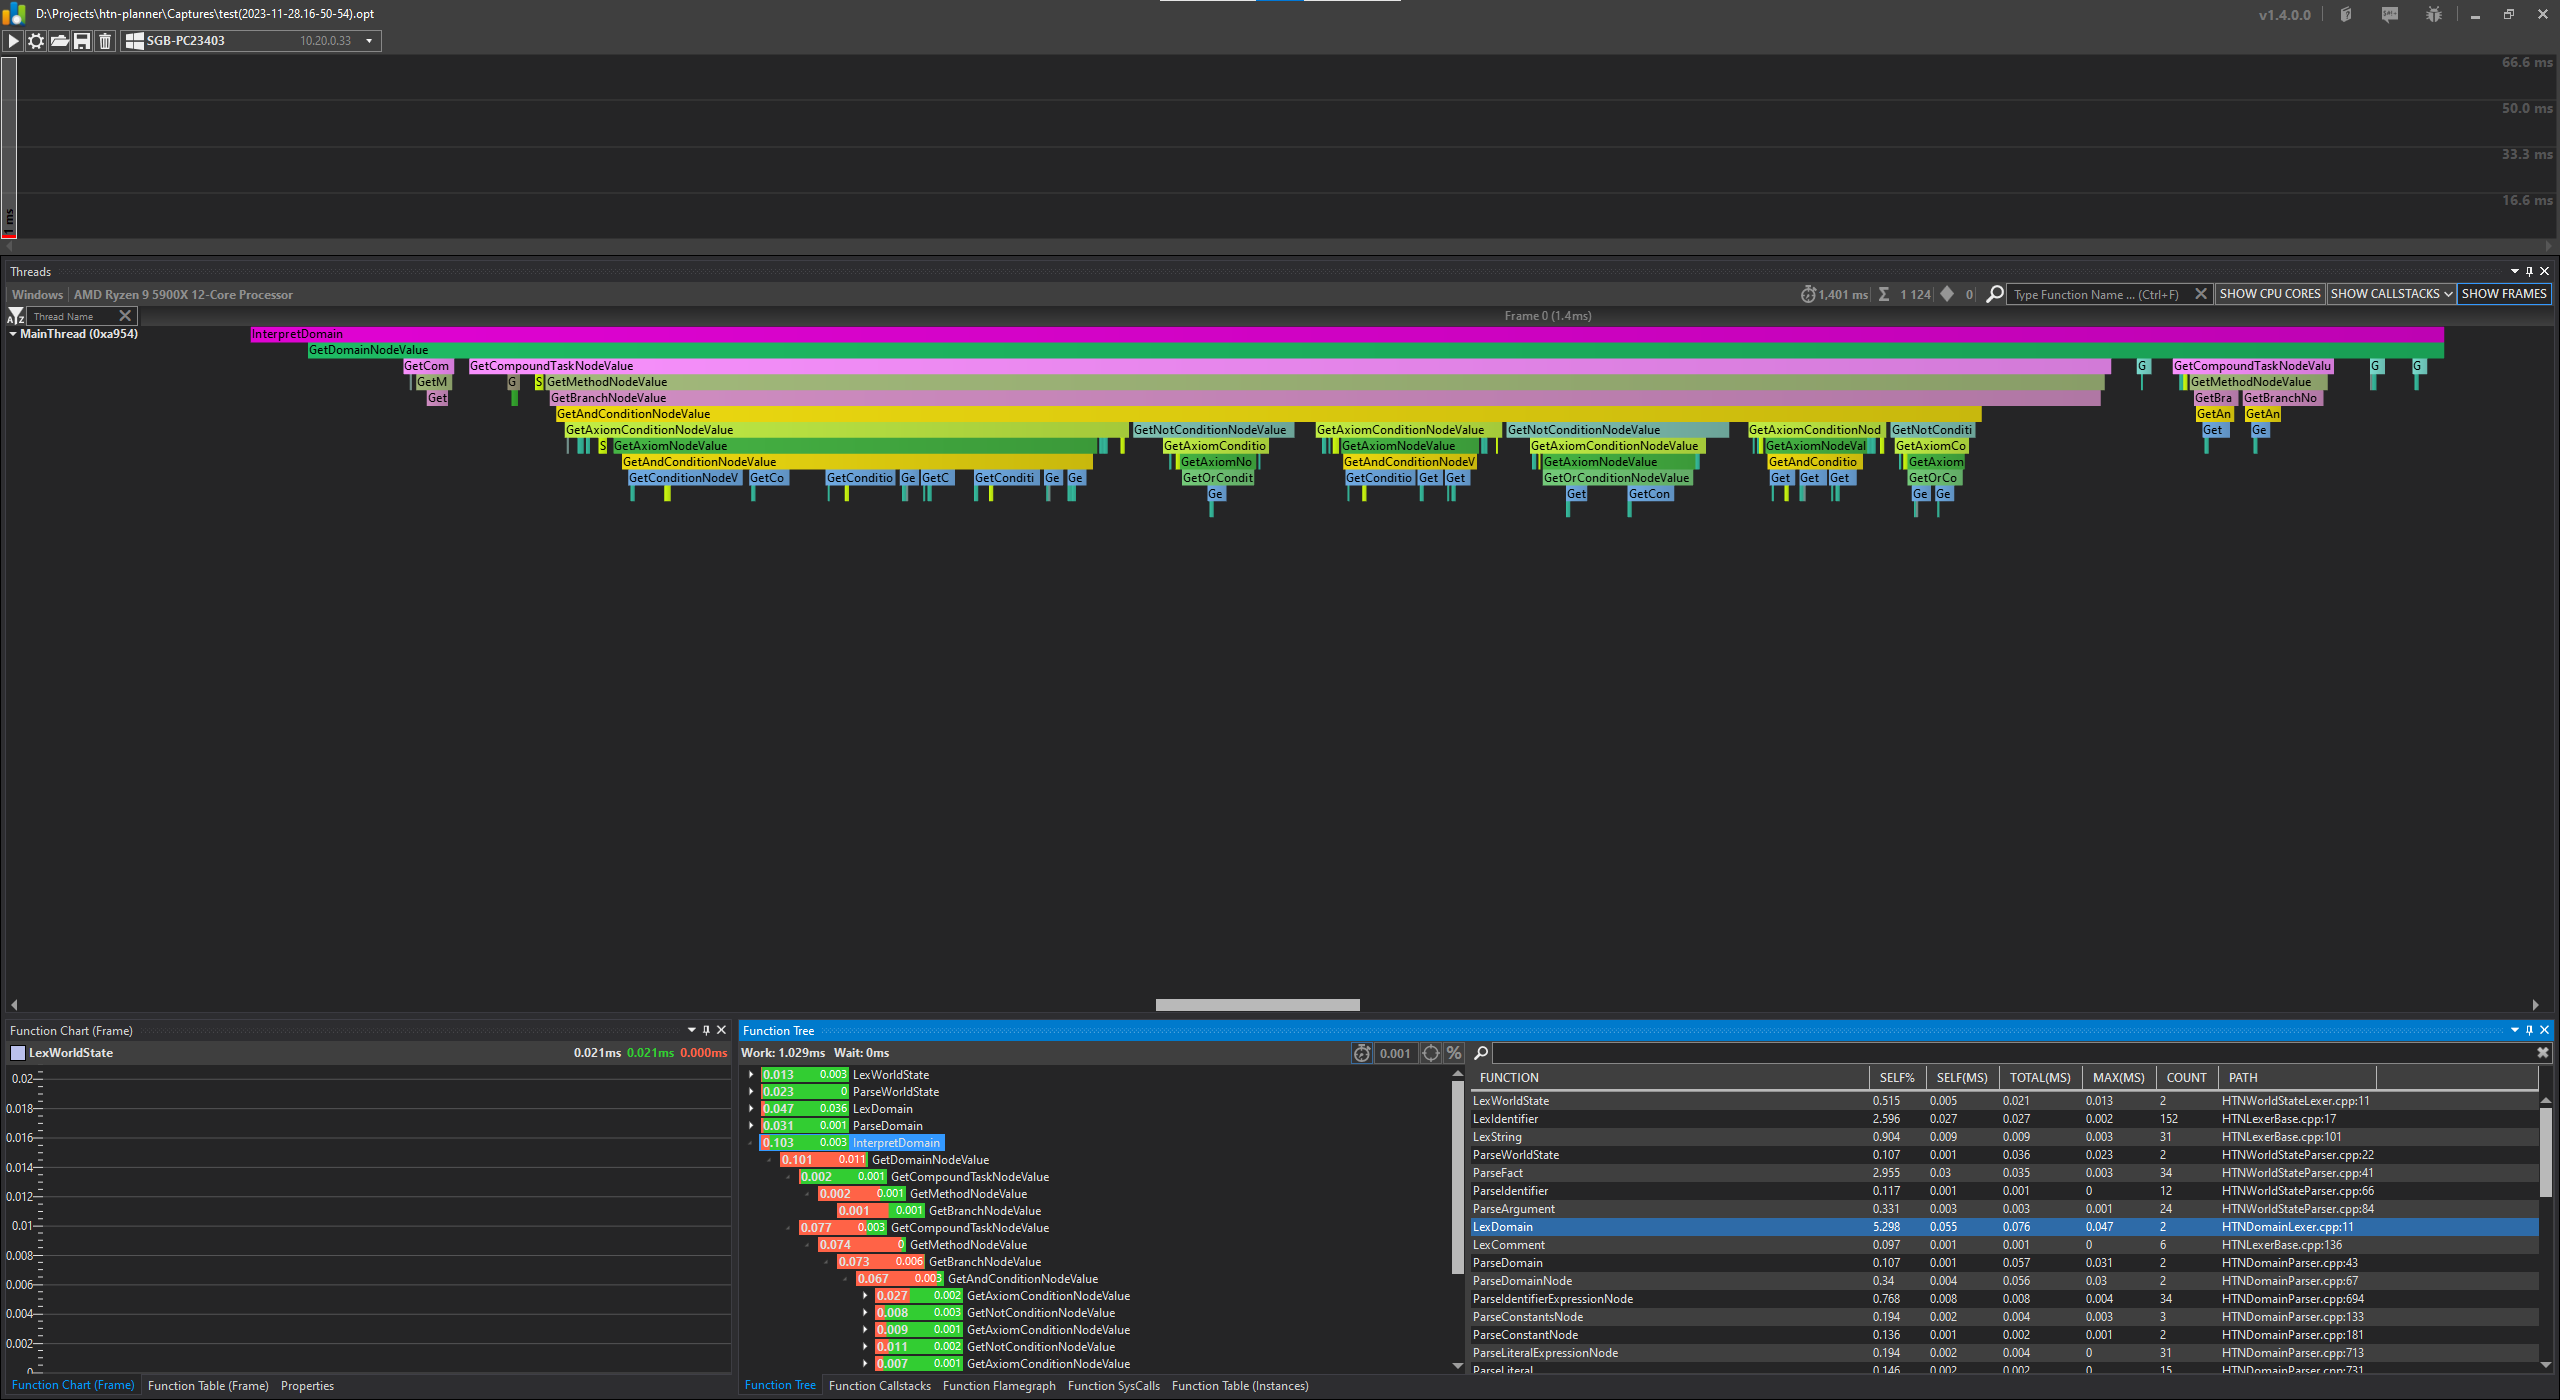 D:\Projects\htn-planner\Captures\test(2023-11-28.16-50-54).opt
v1.4.0.0
SGB-PC23403 10.20.0.33
66.6 ms
50.0 ms
33.3 ms
16.6 ms
1 ms
Threads
Windows AMD Ryzen 9 5900X 12-Core Processor
1,401 ms Σ 1 124 0 Type Function Name ... (Ctrl+F) SHOW CPU CORES SHOW CALLSTACKS SHOW FRAMES
AZ Thread Name Frame 0 (1.4ms)
MainThread (0xa954) InterpretDomain
GetDomainNodeValue
GetCom GetCompoundTaskNodeValue G GetCompoundTaskNodeValu G G
GetM G S GetMethodNodeValue GetMethodNodeValue
Get GetBranchNodeValue GetBra GetBranchNo
GetAndConditionNodeValue GetAn GetAn
GetAxiomConditionNodeValue GetNotConditionNodeValue GetAxiomConditionNodeValue GetNotConditionNodeValue GetAxiomConditionNod GetNotConditi Get Ge
S GetAxiomNodeValue GetAxiomConditio GetAxiomNodeValue GetAxiomConditionNodeValue GetAxiomNodeVal GetAxiomCo
GetAndConditionNodeValue GetAxiomNo GetAndConditionNodeV GetAxiomNodeValue GetAndConditio GetAxiom
GetConditionNodeV GetCo GetConditio Ge GetC GetConditi Ge Ge GetOrCondit GetConditio Get Get GetOrConditionNodeValue Get Get Get GetOrCo
Ge Get GetCon Ge Ge
Function Chart (Frame)
LexWorldState 0.021ms 0.021ms 0.000ms
0.02
0.018
0.016
0.014
0.012
0.01
0.008
0.006
0.004
0.002
0
Function Chart (Frame) Function Table (Frame) Properties
Function Tree
Work: 1.029ms Wait: 0ms 0.001 %
0.013 0.003 LexWorldState
0.023 0 ParseWorldState
0.047 0.036 LexDomain
0.031 0.001 ParseDomain
0.103 0.003 InterpretDomain
0.101 0.011 GetDomainNodeValue
0.002 0.001 GetCompoundTaskNodeValue
0.002 0.001 GetMethodNodeValue
0.001 0.001 GetBranchNodeValue
0.077 0.003 GetCompoundTaskNodeValue
0.074 0 GetMethodNodeValue
0.073 0.006 GetBranchNodeValue
0.067 0.003 GetAndConditionNodeValue
0.027 0.002 GetAxiomConditionNodeValue
0.008 0.003 GetNotConditionNodeValue
0.009 0.001 GetAxiomConditionNodeValue
0.011 0.002 GetNotConditionNodeValue
0.007 0.001 GetAxiomConditionNodeValue
FUNCTION SELF% SELF(MS) TOTAL(MS) MAX(MS) COUNT PATH
LexWorldState 0.515 0.005 0.021 0.013 2 HTNWorldStateLexer.cpp:11
LexIdentifier 2.596 0.027 0.027 0.002 152 HTNLexerBase.cpp:17
LexString 0.904 0.009 0.009 0.003 31 HTNLexerBase.cpp:101
ParseWorldState 0.107 0.001 0.036 0.023 2 HTNWorldStateParser.cpp:22
ParseFact 2.955 0.03 0.035 0.003 34 HTNWorldStateParser.cpp:41
ParseIdentifier 0.117 0.001 0.001 0 12 HTNWorldStateParser.cpp:66
ParseArgument 0.331 0.003 0.003 0.001 24 HTNWorldStateParser.cpp:84
LexDomain 5.298 0.055 0.076 0.047 2 HTNDomainLexer.cpp:11
LexComment 0.097 0.001 0.001 0 6 HTNLexerBase.cpp:136
ParseDomain 0.107 0.001 0.057 0.031 2 HTNDomainParser.cpp:43
ParseDomainNode 0.34 0.004 0.056 0.03 2 HTNDomainParser.cpp:67
ParseIdentifierExpressionNode 0.768 0.008 0.008 0.004 34 HTNDomainParser.cpp:694
ParseConstantsNode 0.194 0.002 0.004 0.003 3 HTNDomainParser.cpp:133
ParseConstantNode 0.136 0.001 0.002 0.001 2 HTNDomainParser.cpp:181
ParseLiteralExpressionNode 0.194 0.002 0.004 0 31 HTNDomainParser.cpp:713
ParseLiteral 0.146 0.002 0.002 0 15 HTNDomainParser.cpp:731
Function Tree Function Callstacks Function Flamegraph Function SysCalls Function Table (Instances)